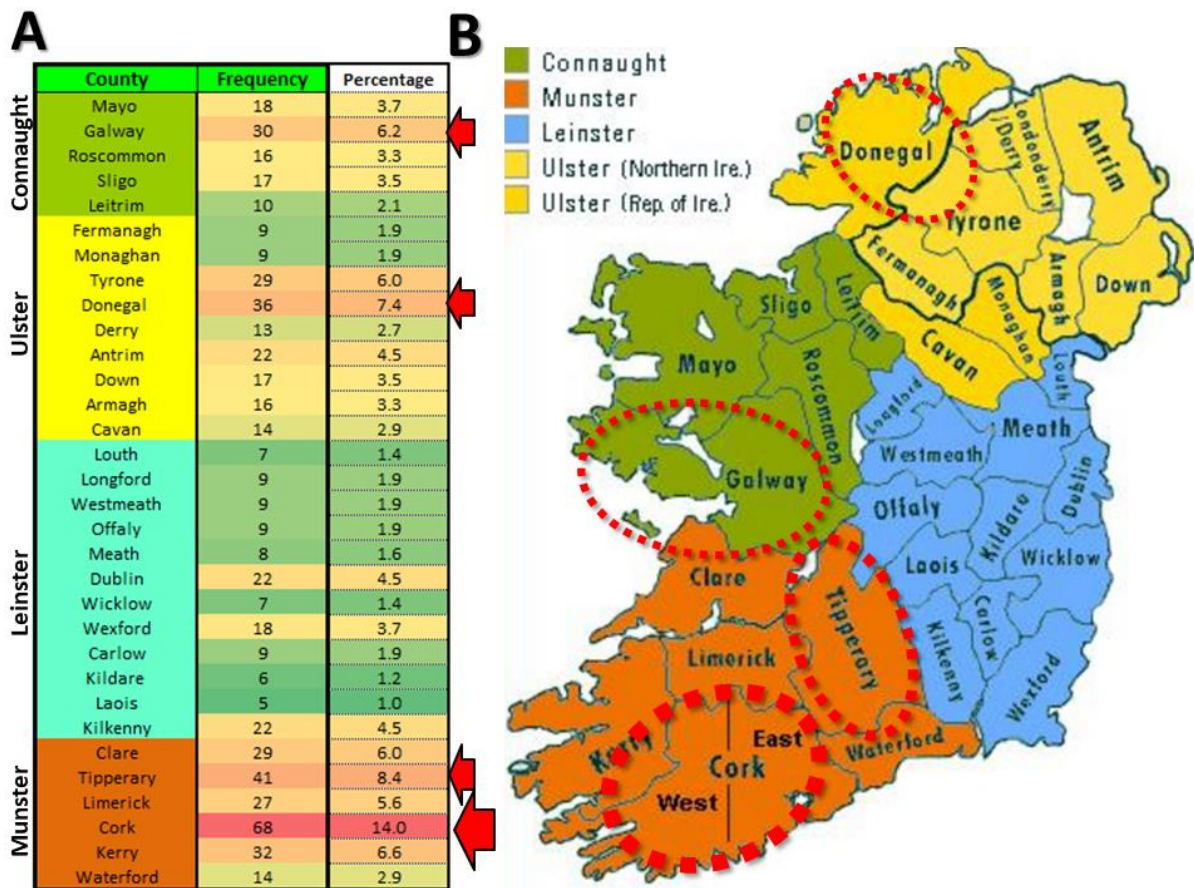 A
County Frequency Percentage
Connaught
Mayo 18 3.7
Galway 30 6.2
Roscommon 16 3.3
Sligo 17 3.5
Leitrim 10 2.1
Ulster
Fermanagh 9 1.9
Monaghan 9 1.9
Tyrone 29 6.0
Donegal 36 7.4
Derry 13 2.7
Antrim 22 4.5
Down 17 3.5
Armagh 16 3.3
Cavan 14 2.9
Leinster
Louth 7 1.4
Longford 9 1.9
Westmeath 9 1.9
Offaly 9 1.9
Meath 8 1.6
Dublin 22 4.5
Wicklow 7 1.4
Wexford 18 3.7
Carlow 9 1.9
Kildare 6 1.2
Laois 5 1.0
Kilkenny 22 4.5
Munster
Clare 29 6.0
Tipperary 41 8.4
Limerick 27 5.6
Cork 68 14.0
Kerry 32 6.6
Waterford 14 2.9
B
Connaught
Munster
Leinster
Ulster (Northern Ire.)
Ulster (Rep. of Ire.)
Donegal
Londonderry
/Derry
Antrim
Tyrone
Fermanagh
Armagh
Down
Monaghan
Cavan
Sligo
Leitrim
Mayo
Roscommon
Galway
Louth
Longford
Meath
Westmeath
Dublin
Offaly
Kildare
Wicklow
Laois
Carlow
Kilkenny
Wexford
Clare
Tipperary
Limerick
Kerry
East
Cork
West
Waterford